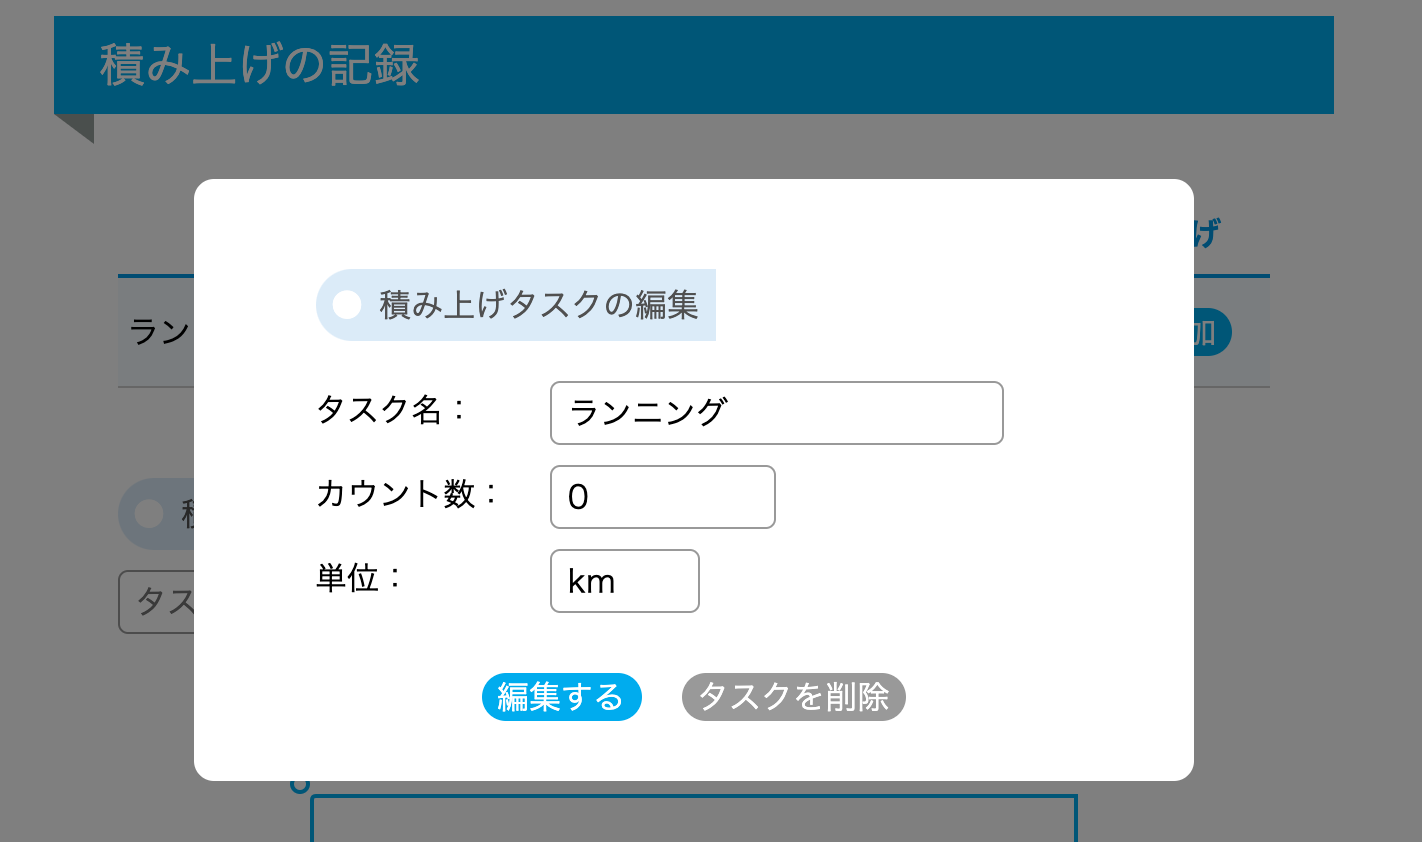 積み上げの記録
げ
ラン
加
積み上げタスクの編集
タスク名：
ランニング
カウント数：
0
単位：
km
タス
編集する
タスクを削除